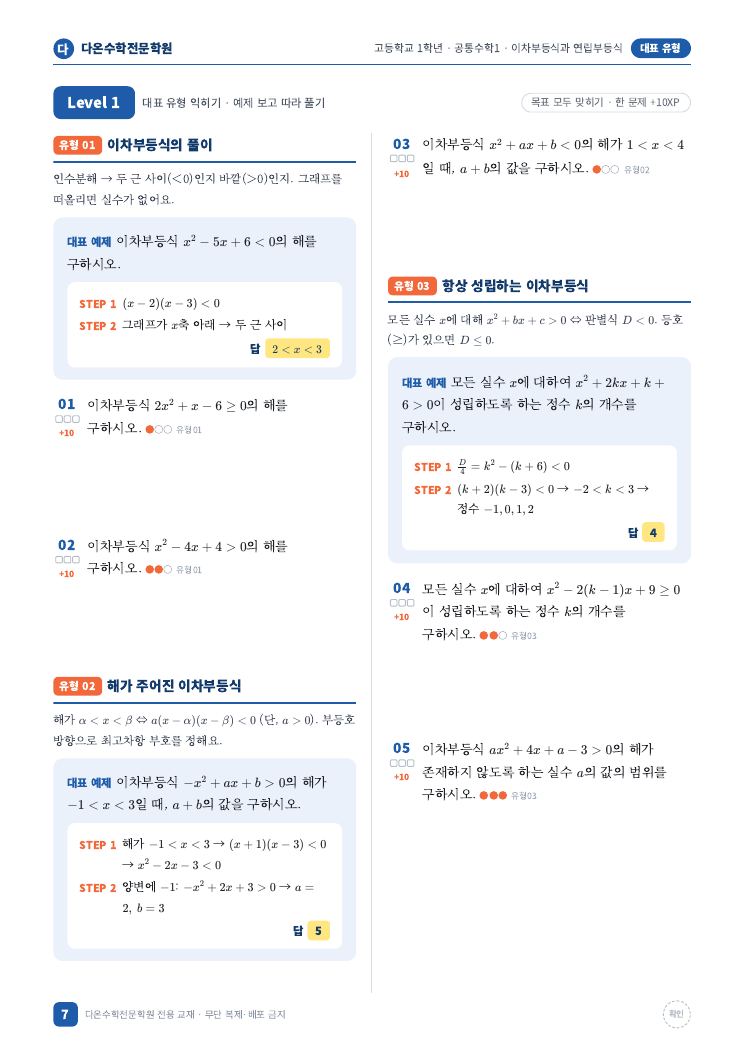 다 다온수학전문학원
고등학교 1학년 · 공통수학1 · 이차부등식과 연립부등식 대표 유형
Level 1 대표 유형 익히기 · 예제 보고 따라 풀기
목표 모두 맞히기 · 한 문제 +10XP
유형 01 이차부등식의 풀이
인수분해 → 두 근 사이(<0)인지 바깥(>0)인지. 그래프를
떠올리면 실수가 없어요.
대표 예제 이차부등식 x² − 5x + 6 < 0의 해를
구하시오.
STEP 1 (x − 2)(x − 3) < 0
STEP 2 그래프가 x축 아래 → 두 근 사이
답 2 < x < 3
01 이차부등식 2x² + x − 6 ≥ 0의 해를
구하시오. ●○○ 유형01
+10
02 이차부등식 x² − 4x + 4 > 0의 해를
구하시오. ●●○ 유형01
+10
유형 02 해가 주어진 이차부등식
해가 α < x < β ⇔ a(x − α)(x − β) < 0 (단, a > 0). 부등호
방향으로 최고차항 부호를 정해요.
대표 예제 이차부등식 −x² + ax + b > 0의 해가
−1 < x < 3일 때, a + b의 값을 구하시오.
STEP 1 해가 −1 < x < 3 → (x + 1)(x − 3) < 0
→ x² − 2x − 3 < 0
STEP 2 양변에 −1: −x² + 2x + 3 > 0 → a =
2, b = 3
답 5
03 이차부등식 x² + ax + b < 0의 해가 1 < x < 4
일 때, a + b의 값을 구하시오. ●○○ 유형02
+10
유형 03 항상 성립하는 이차부등식
모든 실수 x에 대해 x² + bx + c > 0 ⇔ 판별식 D < 0. 등호
(≥)가 있으면 D ≤ 0.
대표 예제 모든 실수 x에 대하여 x² + 2kx + k +
6 > 0이 성립하도록 하는 정수 k의 개수를
구하시오.
STEP 1 D/4 = k² − (k + 6) < 0
STEP 2 (k + 2)(k − 3) < 0 → −2 < k < 3 →
정수 −1, 0, 1, 2
답 4
04 모든 실수 x에 대하여 x² − 2(k − 1)x + 9 ≥ 0
이 성립하도록 하는 정수 k의 개수를
+10
구하시오. ●●○ 유형03
05 이차부등식 ax² + 4x + a − 3 > 0의 해가
존재하지 않도록 하는 실수 a의 값의 범위를
+10
구하시오. ●●● 유형03
7 다온수학전문학원 전용 교재 · 무단 복제·배포 금지
확인